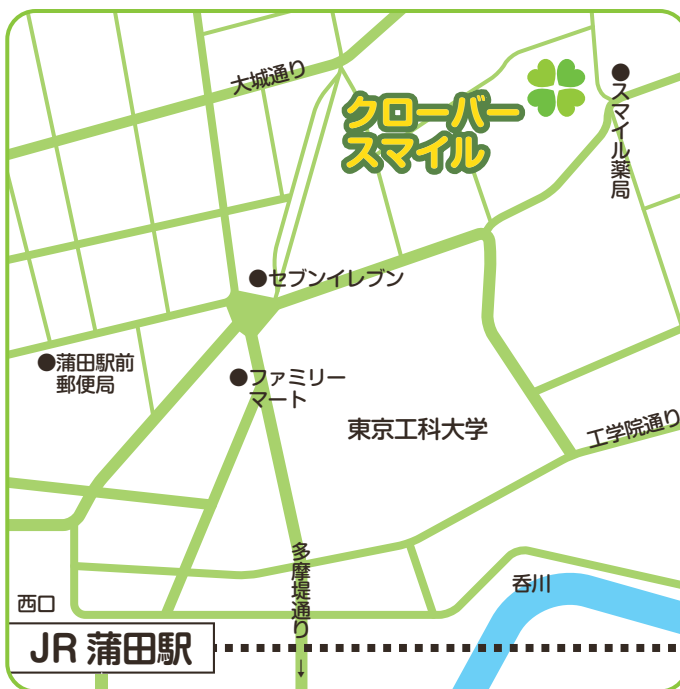 大城通り
クローバー
スマイル
●スマイル薬局
●セブンイレブン
●蒲田駅前
郵便局
●ファミリー
マート
東京工科大学
工学院通り
多摩堤通り→
呑川
西口
JR 蒲田駅